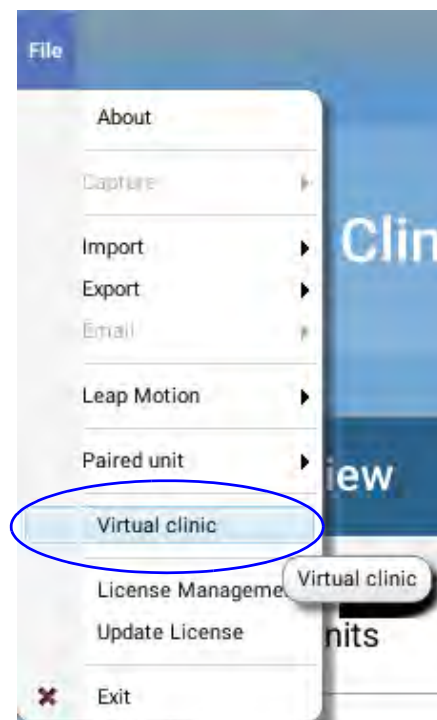 File
About
Capture
Clin
Import
Export
Email
Leap Motion
Paired unit
iew
Virtual clinic
License Manageme
Virtual clinic
Update License
nits
Exit